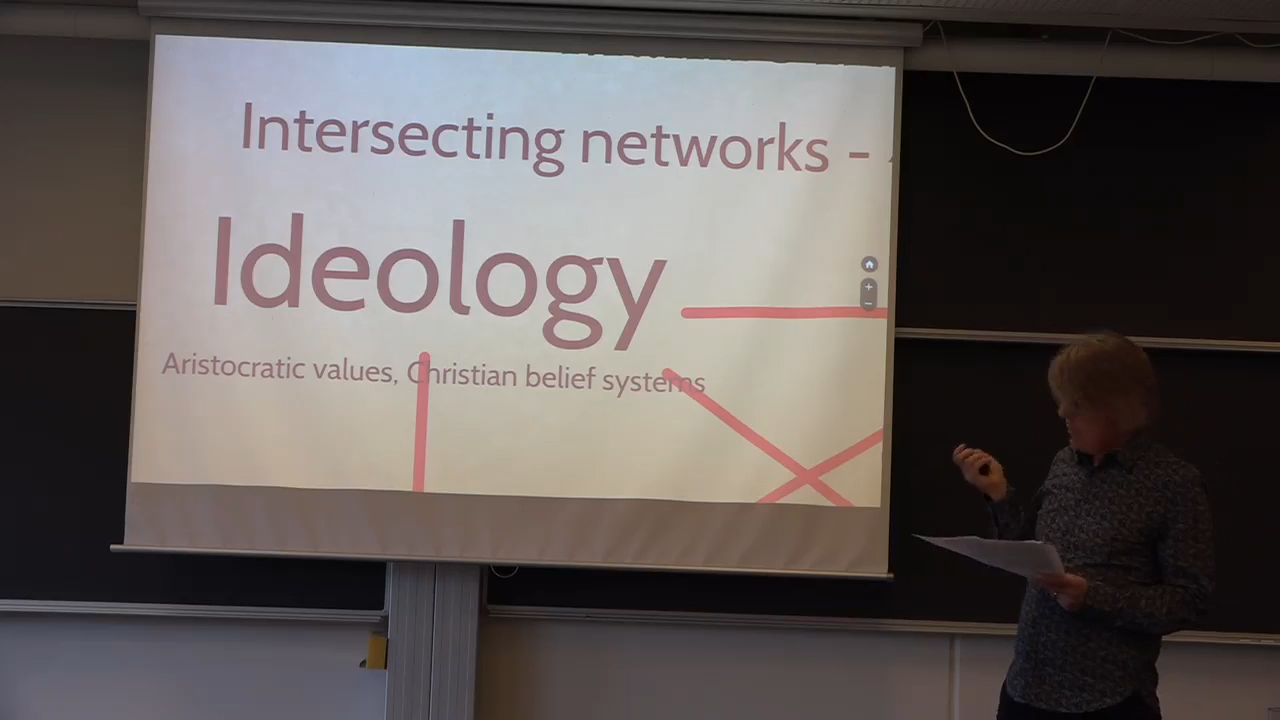 Intersecting networks -
Ideology
Aristocratic values, Christian belief systems